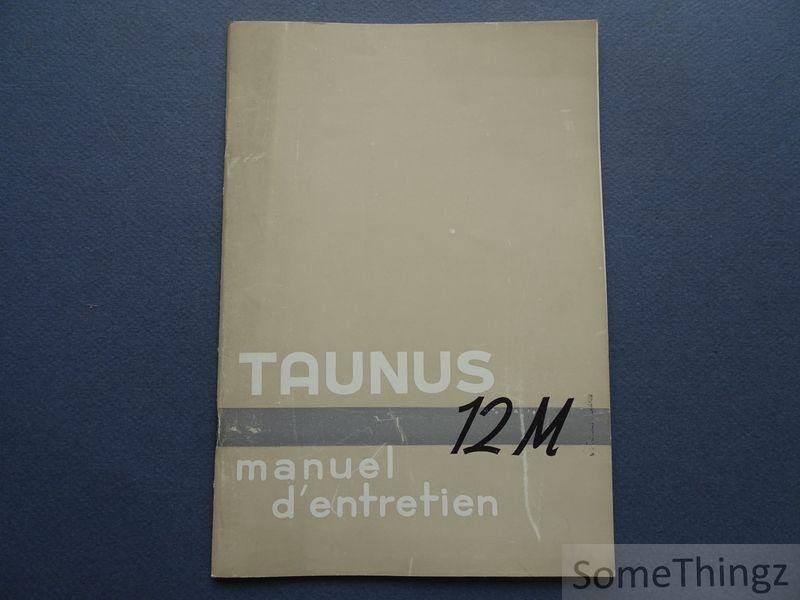 TAUNUS
12M
manuel
d'entretien
SomeThingz